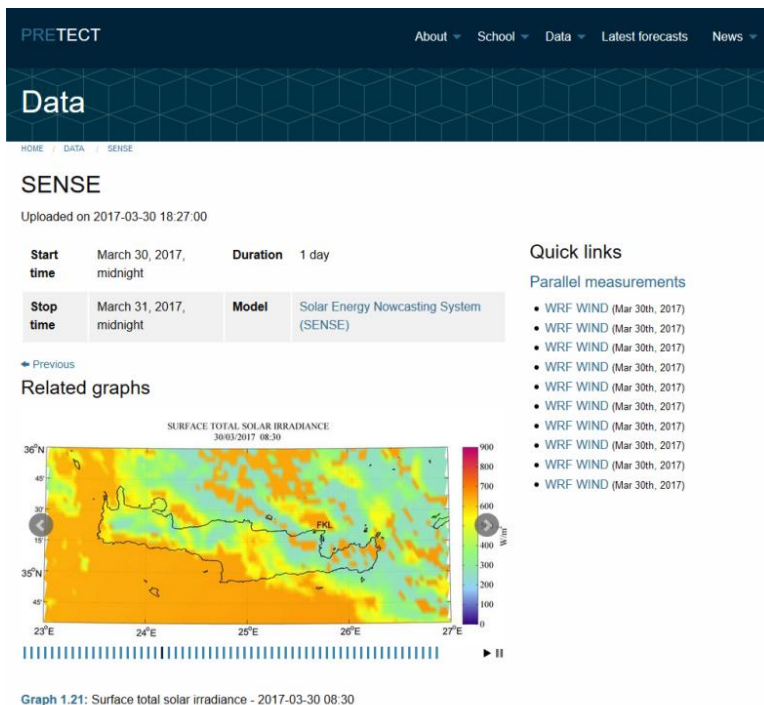 PRETECT
About School Data Latest forecasts News
Data
HOME / DATA / SENSE
SENSE
Uploaded on 2017-03-30 18:27:00
Start time March 30, 2017, midnight Duration 1 day
Stop time March 31, 2017, midnight Model Solar Energy Nowcasting System (SENSE)
Previous
Related graphs
SURFACE TOTAL SOLAR IRRADIANCE
30/03/2017 08:30
36°N
45'
30'
15'
35°N
45'
23°E 24°E 25°E 26°E 27°E
FKL
900
800
700
600
500
400
300
200
100
0
W/m²
Graph 1.21: Surface total solar irradiance - 2017-03-30 08:30
Quick links
Parallel measurements
• WRF WIND (Mar 30th, 2017)
• WRF WIND (Mar 30th, 2017)
• WRF WIND (Mar 30th, 2017)
• WRF WIND (Mar 30th, 2017)
• WRF WIND (Mar 30th, 2017)
• WRF WIND (Mar 30th, 2017)
• WRF WIND (Mar 30th, 2017)
• WRF WIND (Mar 30th, 2017)
• WRF WIND (Mar 30th, 2017)
• WRF WIND (Mar 30th, 2017)